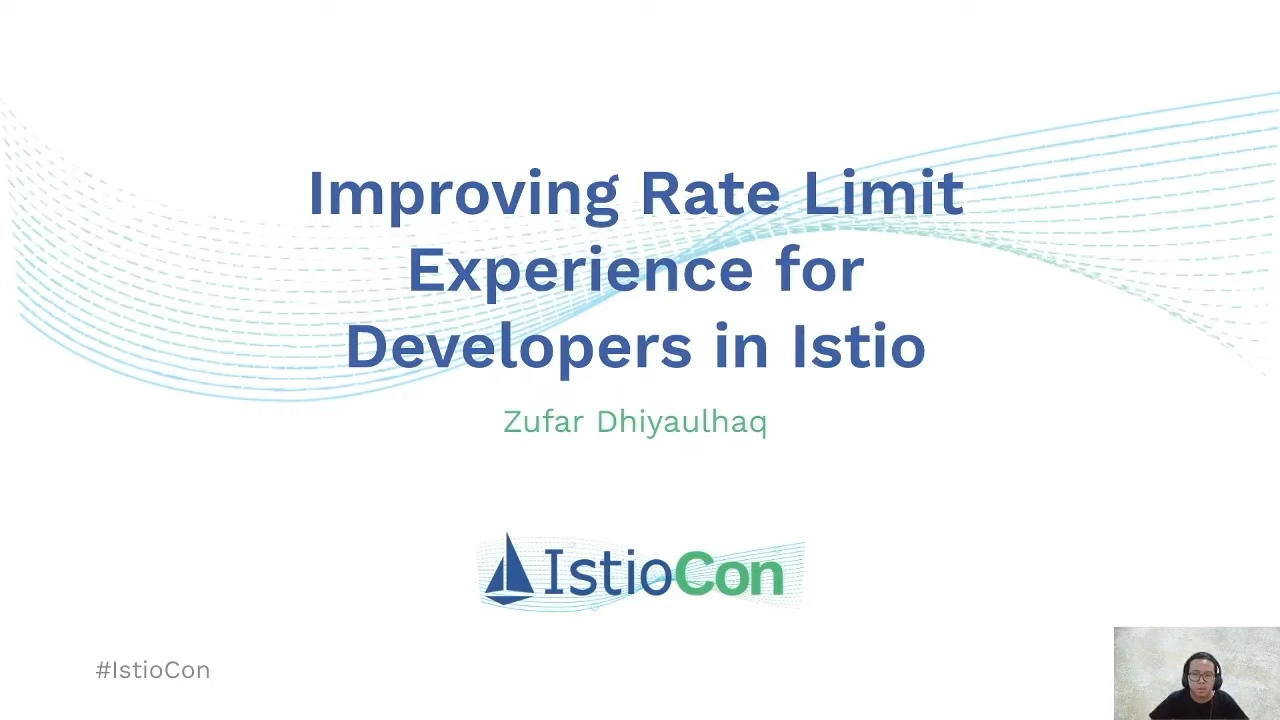 Improving Rate Limit
Experience for
Developers in Istio
Zufar Dhiyaulhaq
IstioCon
#IstioCon